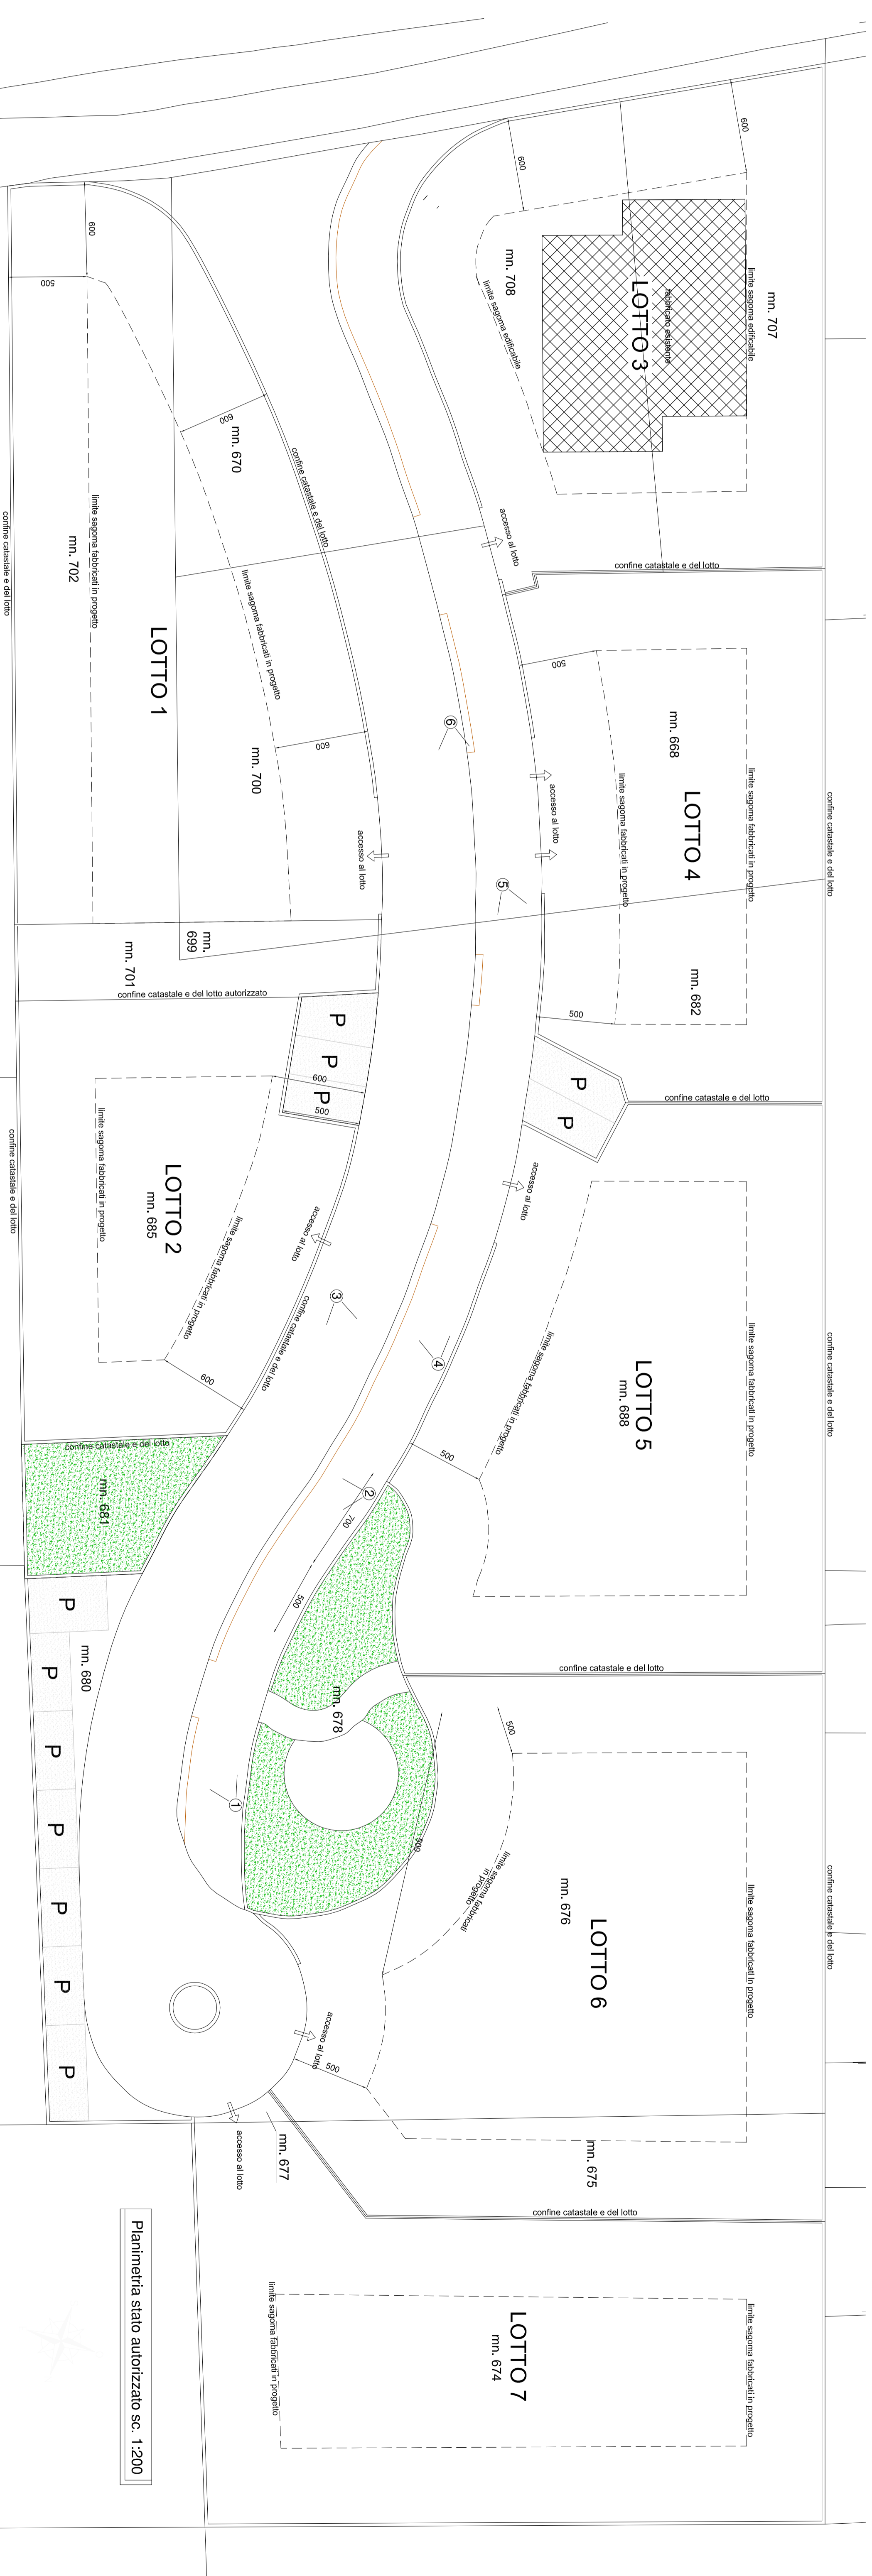 mn. 707
limite sagoma edificabile
600
fabbricato esistente
LOTTO 3
mn. 708
limite sagoma edificabile
600
accesso al lotto
confine catastale e del lotto
confine catastale e del lotto
limite sagoma fabbricati in progetto
mn. 668
LOTTO 4
mn. 682
limite sagoma fabbricati in progetto
500
500
accesso al lotto
confine catastale e del lotto
P
P
accesso al lotto
confine catastale e del lotto
limite sagoma fabbricati in progetto
LOTTO 5
mn. 688
limite sagoma fabbricati in progetto
500
confine catastale e del lotto
confine catastale e del lotto
limite sagoma fabbricati in progetto
LOTTO 6
mn. 676
mn. 675
limite sagoma fabbricati
in progetto
500
600
500
accesso al lotto
mn. 677
accesso al lotto
confine catastale e del lotto
limite sagoma fabbricati in progetto
LOTTO 7
mn. 674
limite sagoma fabbricati in progetto
6
5
3
4
2
1
700
500
mn. 678
600
500
600
mn. 670
confine catastale e del lotto
limite sagoma fabbricati in progetto
600
mn. 700
accesso al lotto
LOTTO 1
limite sagoma fabbricati in progetto
mn. 702
confine catastale e del lotto
mn.
699
mn. 701
confine catastale e del lotto autorizzato
P
P
P
600
500
LOTTO 2
mn. 685
limite sagoma fabbricati in progetto
limite sagoma fabbricati in progetto
accesso al lotto
confine catastale e del lotto
600
confine catastale e del lotto
confine catastale e del lotto
mn. 681
mn. 680
P
P
P
P
P
P
P
Planimetria stato autorizzato sc. 1:200